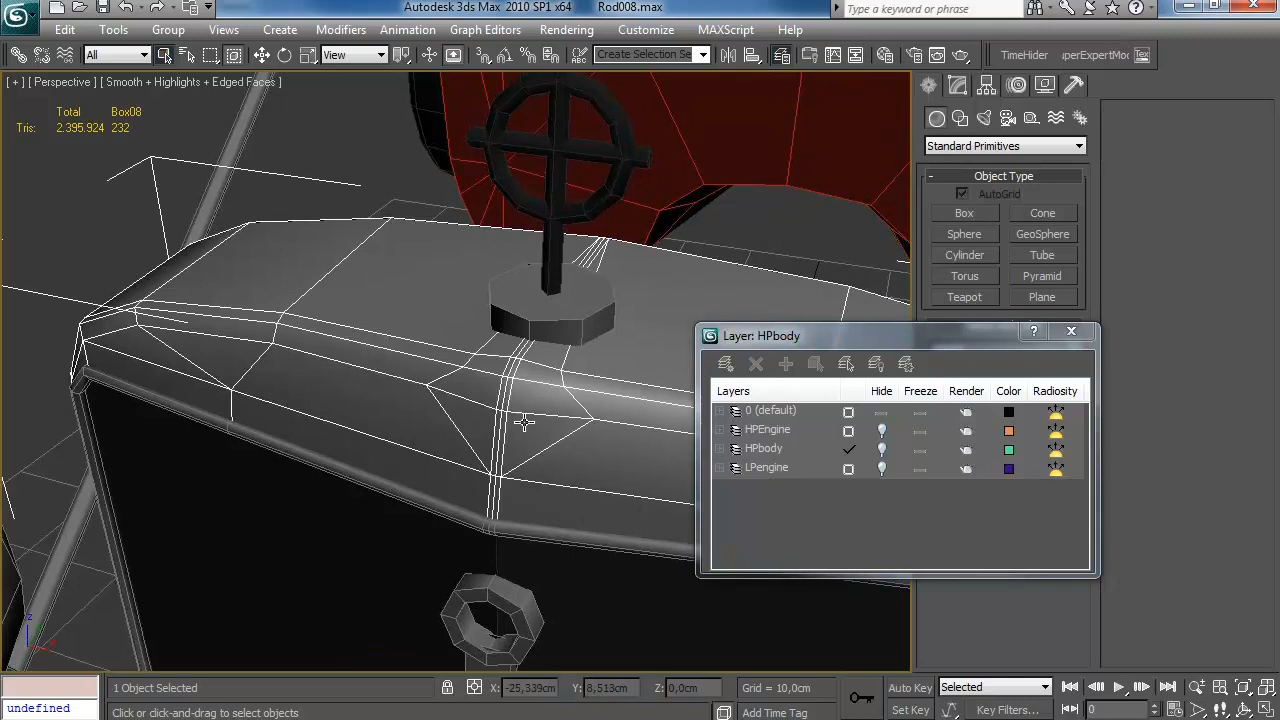 Autodesk 3ds Max 2010 SP1 x64 Rod008.max
Type a keyword or phrase
Edit Tools Group Views Create Modifiers Animation Graph Editors Rendering Customize MAXScript Help
All View Create Selection Se TimeHider perExpertMo Tex
[ + ] [ Perspective ] [ Smooth + Highlights + Edged Faces ]
Total Box08
Tris: 2.395.924 232
Standard Primitives
- Object Type
AutoGrid
Box Cone
Sphere GeoSphere
Cylinder Tube
Torus Pyramid
Teapot Plane
Layer: HPbody ?
Layers Hide Freeze Render Color Radiosity
0 (default)
HPEngine
HPbody
LPengine
z
1 Object Selected X: -25,339cm Y: 8,513cm Z: 0,0cm Grid = 10,0cm Auto Key Selected
undefined Click or click-and-drag to select objects Add Time Tag Set Key Key Filters... 0